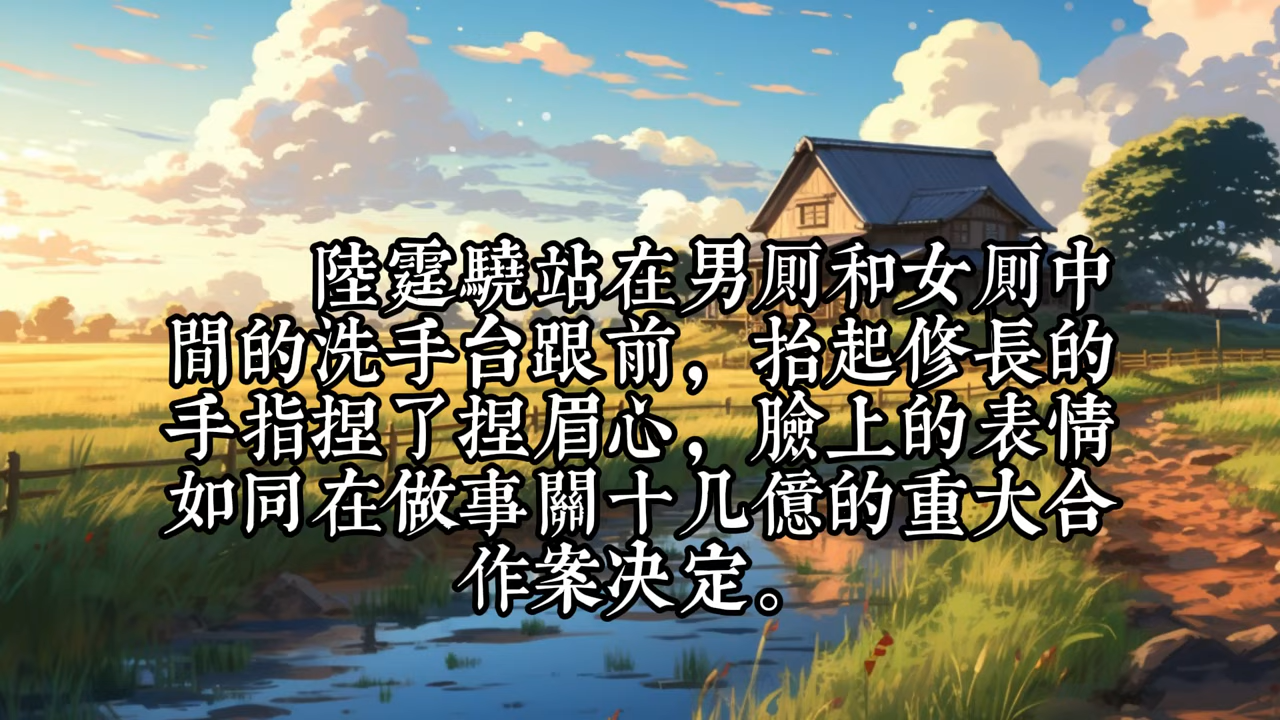 陸霆驍站在男厕和女厕中
間的洗手台跟前，抬起修長的
手指捏了捏眉心，臉上的表情
如同在做事關十几億的重大合
作案決定。